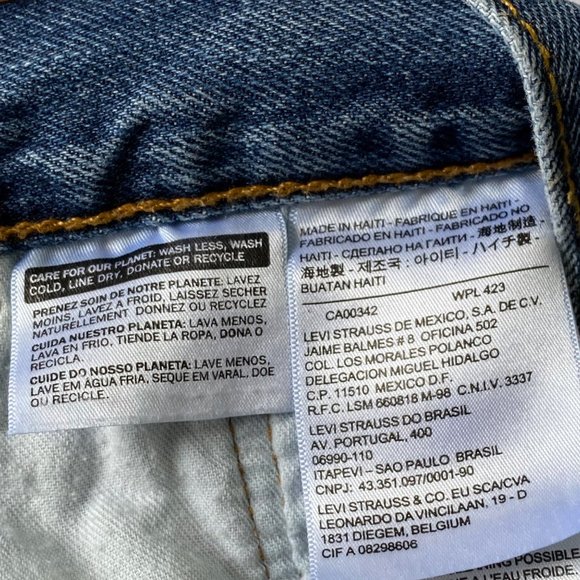 CARE FOR OUR PLANET: WASH LESS, WASH
COLD, LINE DRY, DONATE OR RECYCLE
PRENEZ SOIN DE NOTRE PLANETE: LAVEZ
MOINS, LAVEZ À FROID, LAISSEZ SÉCHER
NATURELLEMENT DONNEZ OU RECYCLEZ
CUIDA NUESTRO PLANETA: LAVA MENOS,
LAVA EN FRIO, TIENDE LA ROPA, DONA O
RECICLA
CUIDE DO NOSSO PLANETA: LAVE MENOS,
LAVE EM ÁGUA FRIA, SEQUE EM VARAL. DOE
OU RECYCLE.
MADE IN HAITI - FABRIQUE EN HAITI -
FABRICADO EN HAITI - FABRICADO NO
HAITI - СДЕЛАНО НА ГАИТИ - 海地制造 -
海地製 - 제조국 : 아이티 - ハイチ製 -
BUATAN HAITI
CA00342 WPL 423
LEVI STRAUSS DE MEXICO, S.A. DE C.V.
JAIME BALMES # 8 OFICINA 502
COL. LOS MORALES POLANCO
DELEGACION MIGUEL HIDALGO
C.P. 11510 MEXICO D.F.
R.F.C. LSM 660818 M-98 C.N.I.V. 3337
LEVI STRAUSS DO BRASIL
AV. PORTUGAL, 400
06990-110
ITAPEVI – SAO PAULO BRASIL
CNPJ: 43.351.097/0001-90
LEVI STRAUSS & CO. EU SCA/CVA
LEONARDO DA VINCILAAN, 19 - D
1831 DIEGEM, BELGIUM
CIF A 08298606
POSSIBLE
A L'EAU FROIDE.